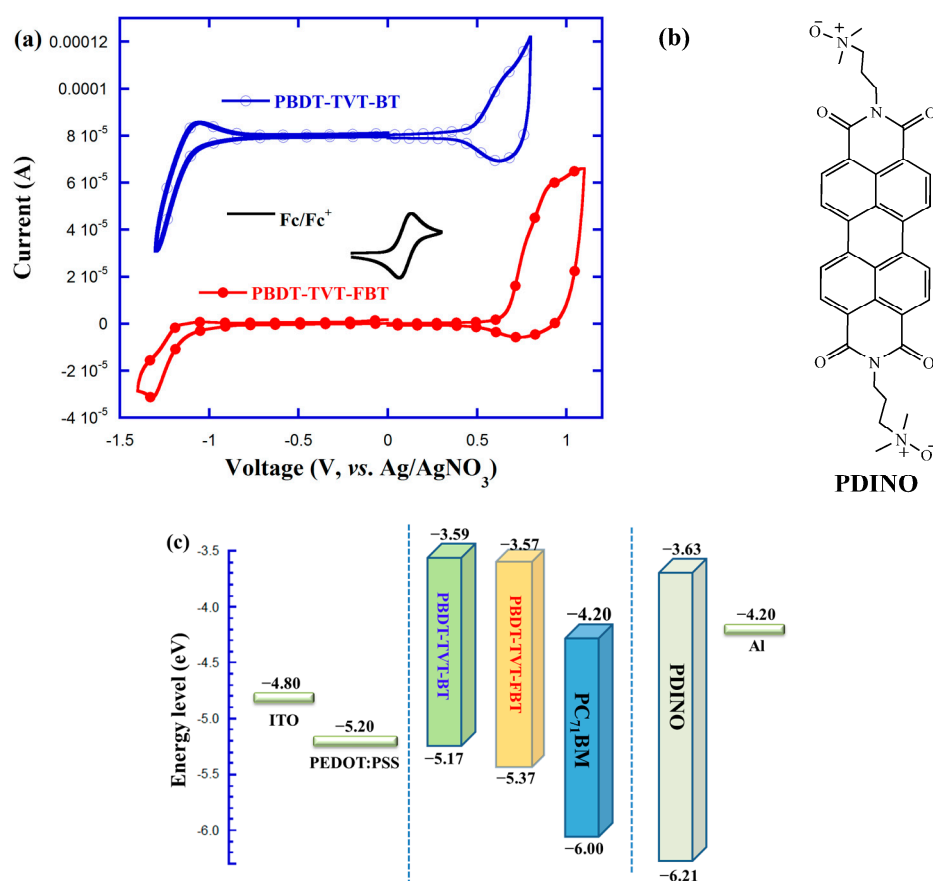 (a)
Current (A)
0.00012
0.0001
8 10⁻⁵
6 10⁻⁵
4 10⁻⁵
2 10⁻⁵
0
-2 10⁻⁵
-4 10⁻⁵
PBDT-TVT-BT
Fc/Fc⁺
PBDT-TVT-FBT
-1.5 -1 -0.5 0 0.5 1
Voltage (V, vs. Ag/AgNO₃)
(b)
O⁻ N⁺
O N O
O N O
N⁺ O⁻
PDINO
(c)
Energy level (eV)
-3.5
-4.0
-4.5
-5.0
-5.5
-6.0
−4.80
ITO
−5.20
PEDOT:PSS
−3.59
PBDT-TVT-BT
−5.17
−3.57
PBDT-TVT-FBT
−5.37
−4.20
PC₇₁BM
−6.00
−3.63
PDINO
−6.21
−4.20
Al